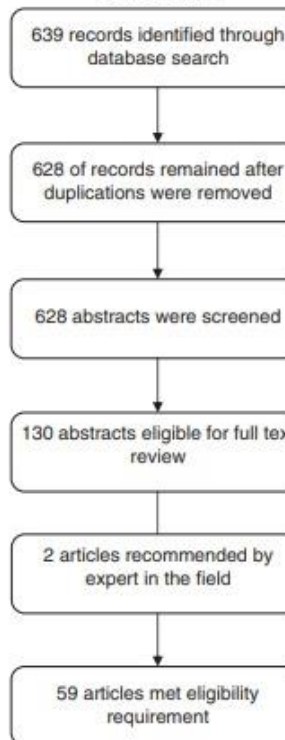 639 records identified through
database search
628 of records remained after
duplications were removed
628 abstracts were screened
130 abstracts eligible for full tex
review
2 articles recommended by
expert in the field
59 articles met eligibility
requirement